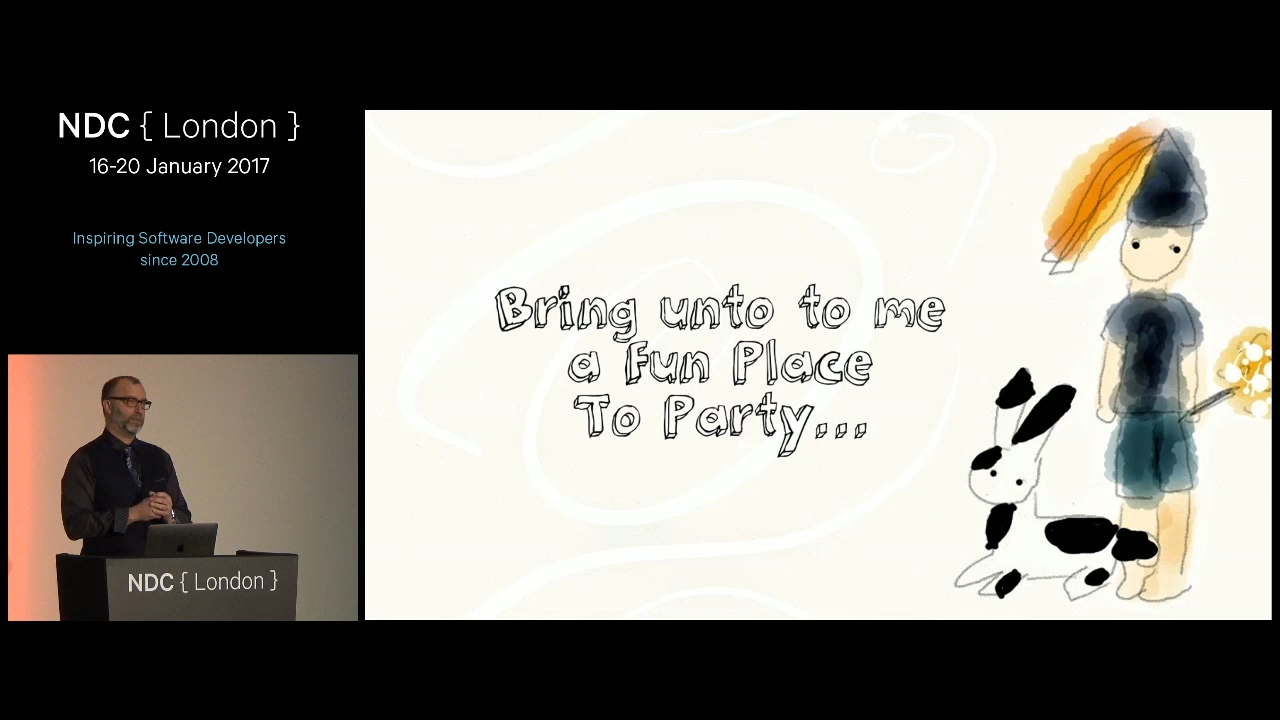 NDC { London }
16-20 January 2017
Inspiring Software Developers
since 2008
Bring unto to me
a Fun Place
To Party...
NDC { London }